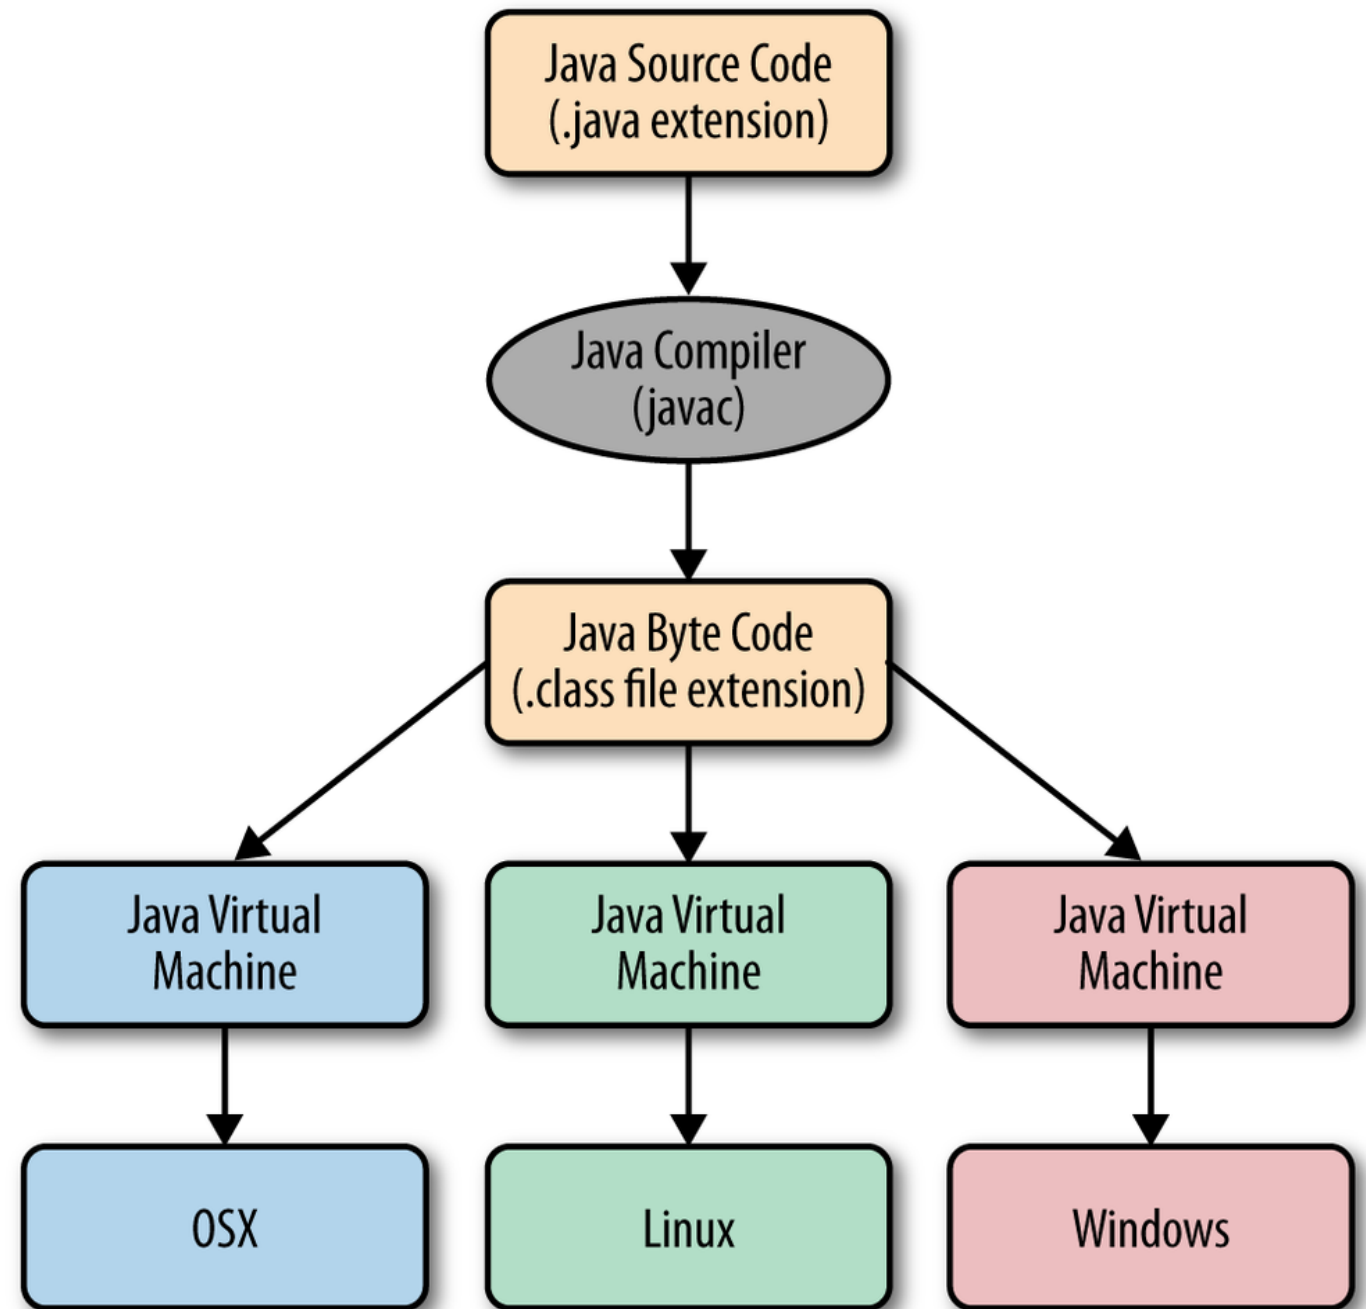 Java Source Code
(.java extension)
Java Compiler
(javac)
Java Byte Code
(.class file extension)
Java Virtual
Machine
Java Virtual
Machine
Java Virtual
Machine
OSX
Linux
Windows